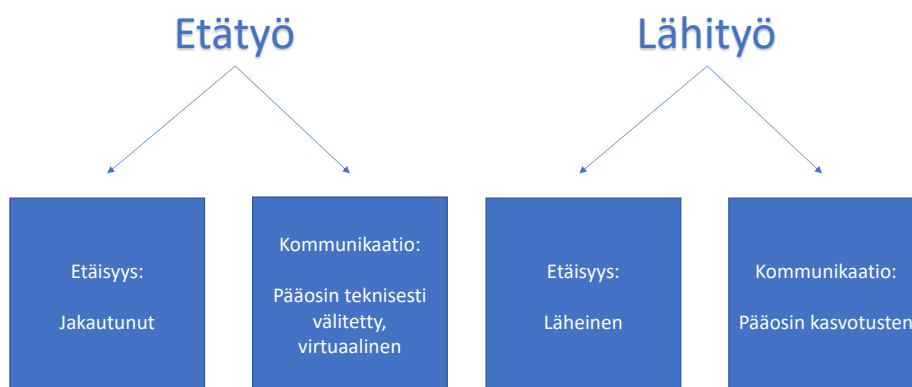 Etätyö
Lähityö
Etäisyys:
Jakautunut
Kommunikaatio:
Pääosin teknisesti
välitetty,
virtuaalinen
Etäisyys:
Läheinen
Kommunikaatio:
Pääosin kasvotusten